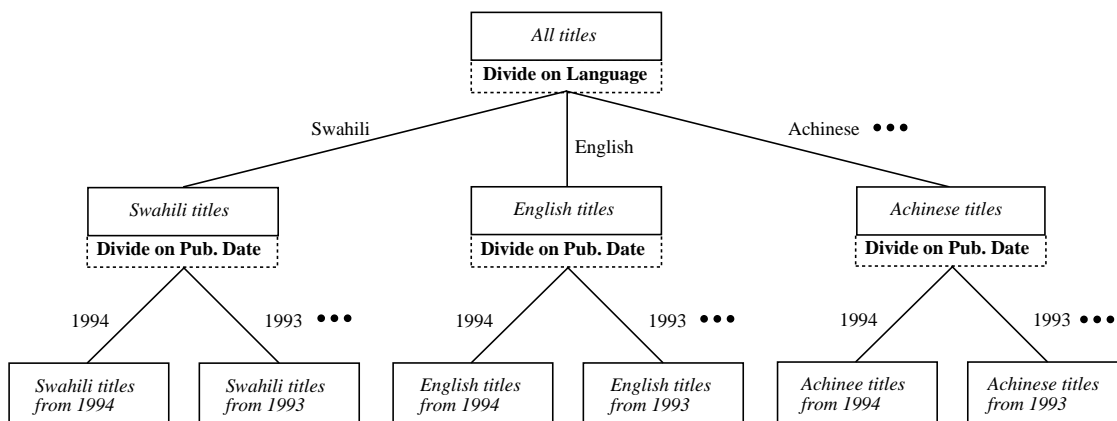 All titles
Divide on Language
Swahili
English
Achinese •••
Swahili titles
Divide on Pub. Date
English titles
Divide on Pub. Date
Achinese titles
Divide on Pub. Date
1994
1993 •••
1994
1993 •••
1994
1993 •••
Swahili titles
from 1994
Swahili titles
from 1993
English titles
from 1994
English titles
from 1993
Achinee titles
from 1994
Achinese titles
from 1993